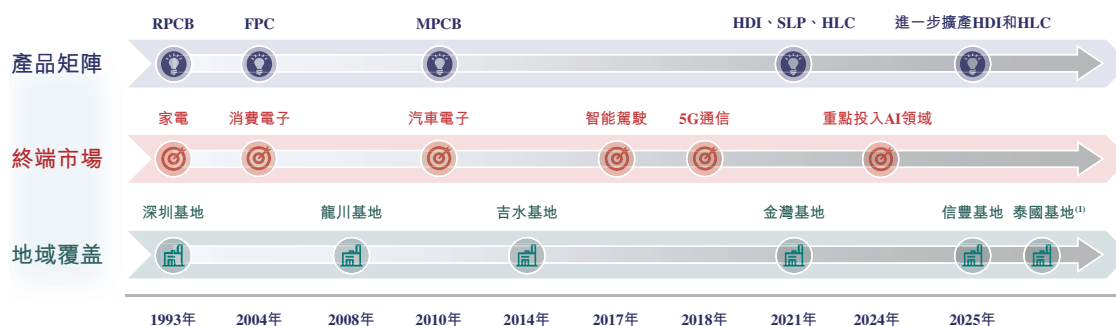 RPCB FPC MPCB HDI、SLP、HLC 進一步擴產HDI和HLC
產品矩陣
家電 消費電子 汽車電子 智能駕駛 5G通信 重點投入AI領域
終端市場
深圳基地 龍川基地 吉水基地 金灣基地 信豐基地 泰國基地(1)
地域覆蓋
1993年 2004年 2008年 2010年 2014年 2017年 2018年 2021年 2024年 2025年